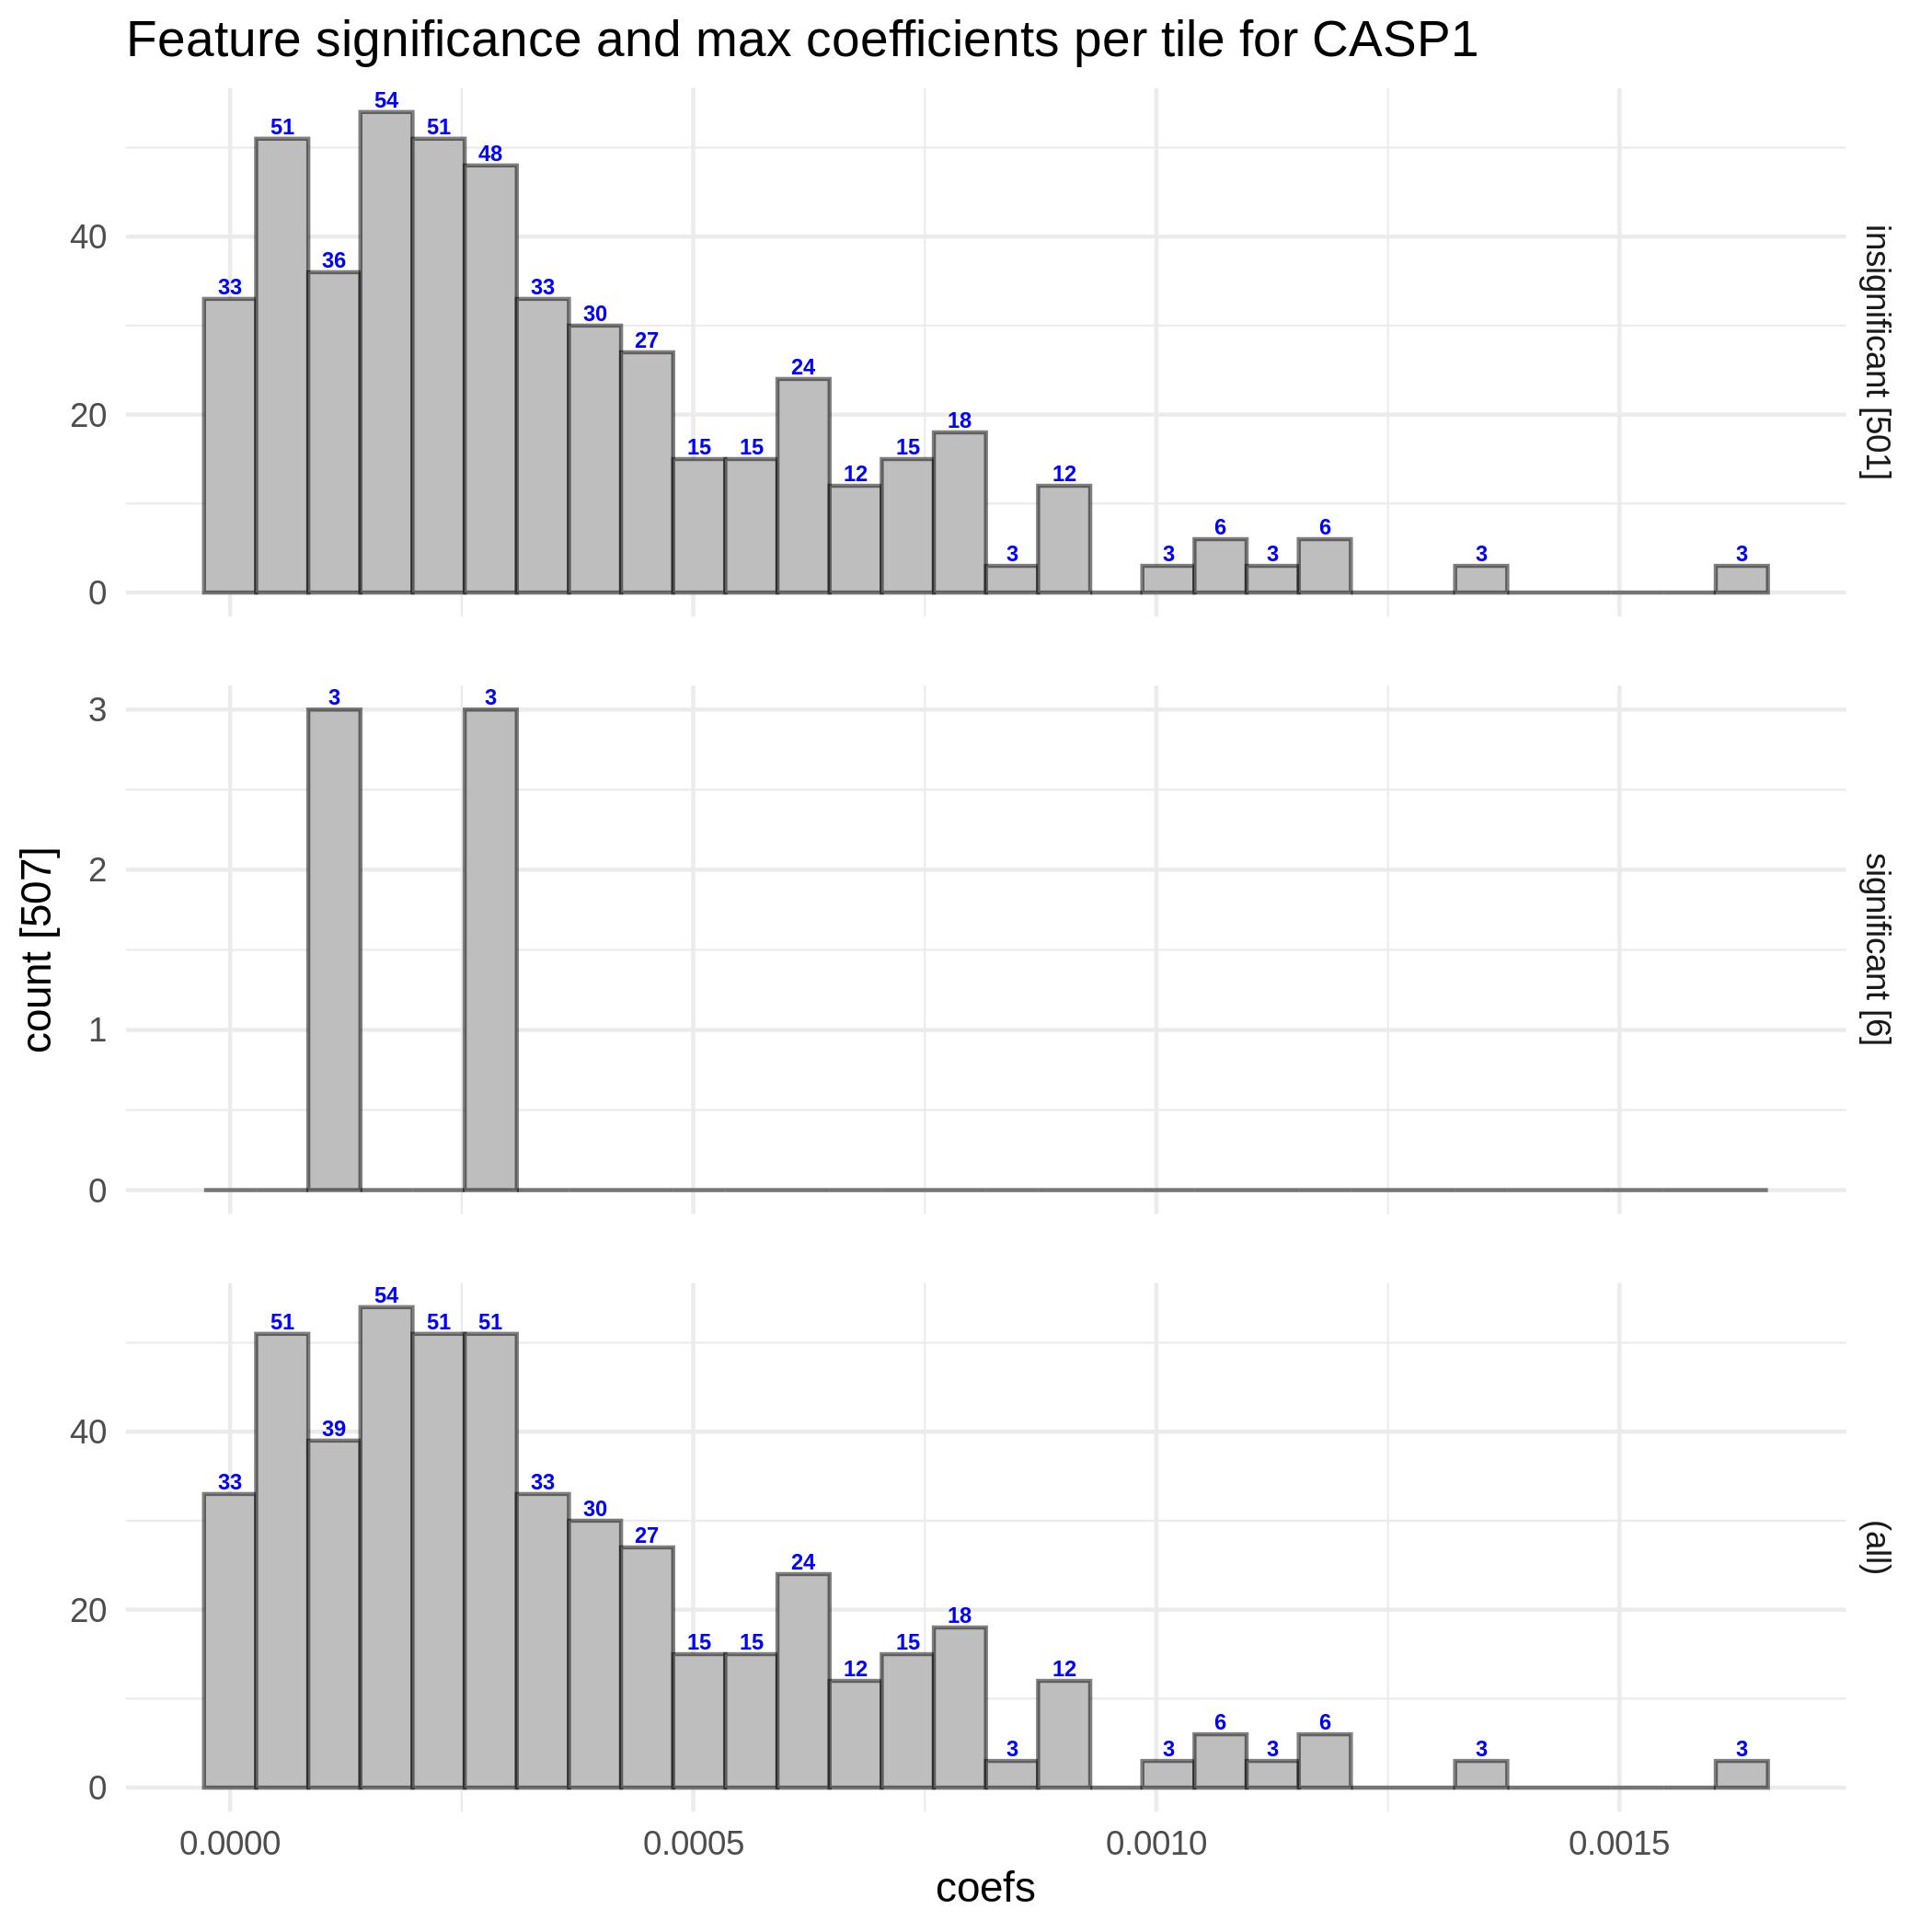 Feature significance and max coefficients per tile for CASP1
33 51 36 54 51 48 33 30 27 15 15 24 12 15 18 3 12 3 6 3 6 3 3
40
20
0
insignificant [501]
3 3
3
2
1
0
significant [6]
count [507]
33 51 39 54 51 51 33 30 27 15 15 24 12 15 18 3 12 3 6 3 6 3 3
40
20
0
(all)
0.0000 0.0005 0.0010 0.0015
coefs